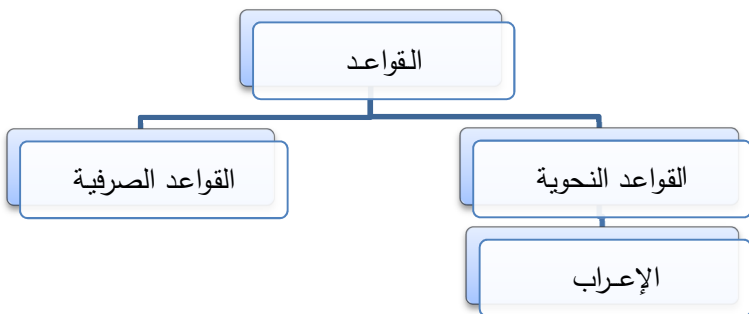 القواعد
القواعد النحوية
القواعد الصرفية
الإعراب